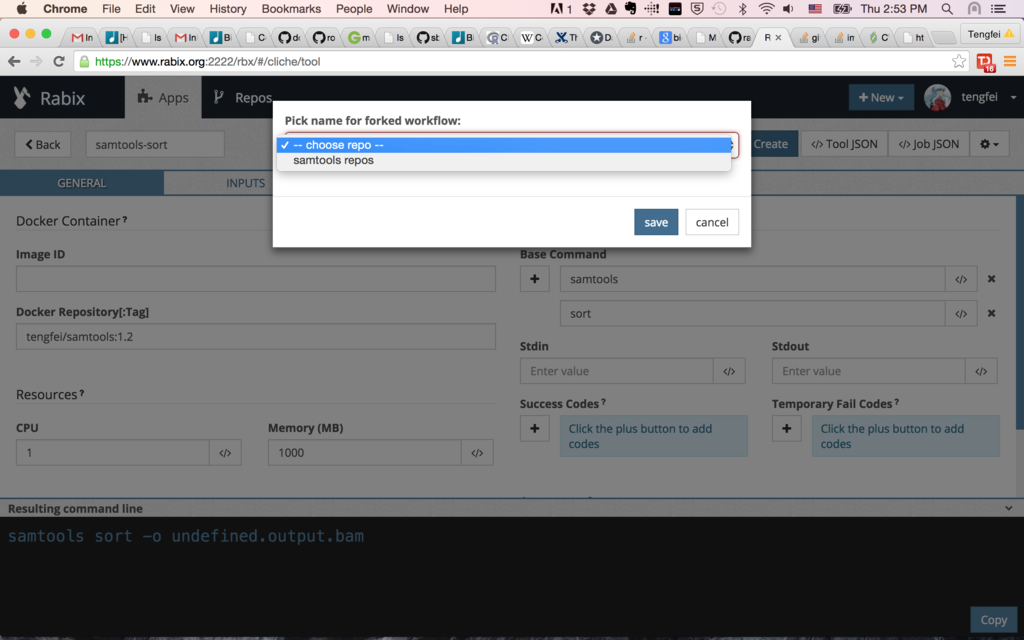 Chrome File Edit View History Bookmarks People Window Help 1 Thu 2:53 PM
M In [H Is M In B C do ro G m Is st B C W C Th D r bi M ra R × gi in C ht Tengfei
https://www.rabix.org:2222/rbx/#/cliche/tool 16
Rabix Apps Repos + New tengfei
Back samtools-sort Create </> Tool JSON </> Job JSON
Pick name for forked workflow:
✓ -- choose repo --
samtools repos
save cancel
GENERAL INPUTS
Docker Container ?
Image ID
Docker Repository[:Tag]
tengfei/samtools:1.2
Resources ?
CPU Memory (MB)
1 </> 1000 </>
Base Command
+ samtools </> ✖
sort </> ✖
Stdin Stdout
Enter value </> Enter value </>
Success Codes ? Temporary Fail Codes ?
+ Click the plus button to add codes
+ Click the plus button to add codes
Resulting command line
samtools sort -o undefined.output.bam
Copy